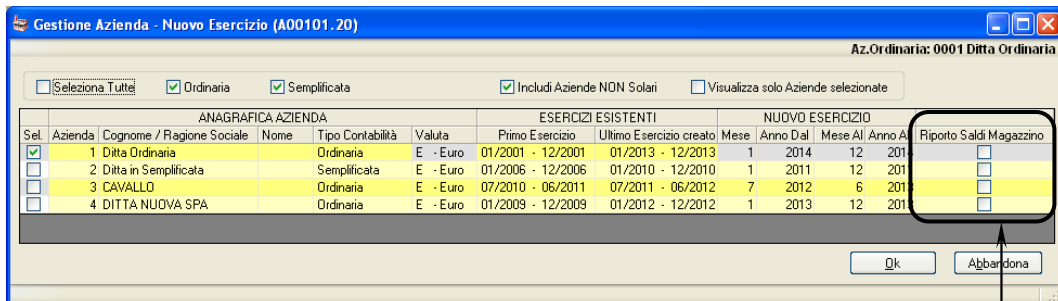 Gestione Azienda - Nuovo Esercizio (A00101.20)
Az.Ordinaria: 0001 Ditta Ordinaria
Seleziona Tutte Ordinaria Semplificata Includi Aziende NON Solari Visualizza solo Aziende selezionate
ANAGRAFICA AZIENDA ESERCIZI ESISTENTI NUOVO ESERCIZIO
Sel. Azienda Cognome / Ragione Sociale Nome Tipo Contabilità Valuta Primo Esercizio Ultimo Esercizio creato Mese Anno Dal Mese Al Anno Al Riporto Saldi Magazzino
1 Ditta Ordinaria Ordinaria E - Euro 01/2001 - 12/2001 01/2013 - 12/2013 1 2014 12
2 Ditta in Semplificata Semplificata E - Euro 01/2006 - 12/2006 01/2010 - 12/2010 1 2011 12
3 CAVALLO Ordinaria E - Euro 07/2010 - 06/2011 07/2011 - 06/2012 7 2012 6
4 DITTA NUOVA SPA Ordinaria E - Euro 01/2009 - 12/2009 01/2012 - 12/2012 1 2013 12
Ok Abbandona